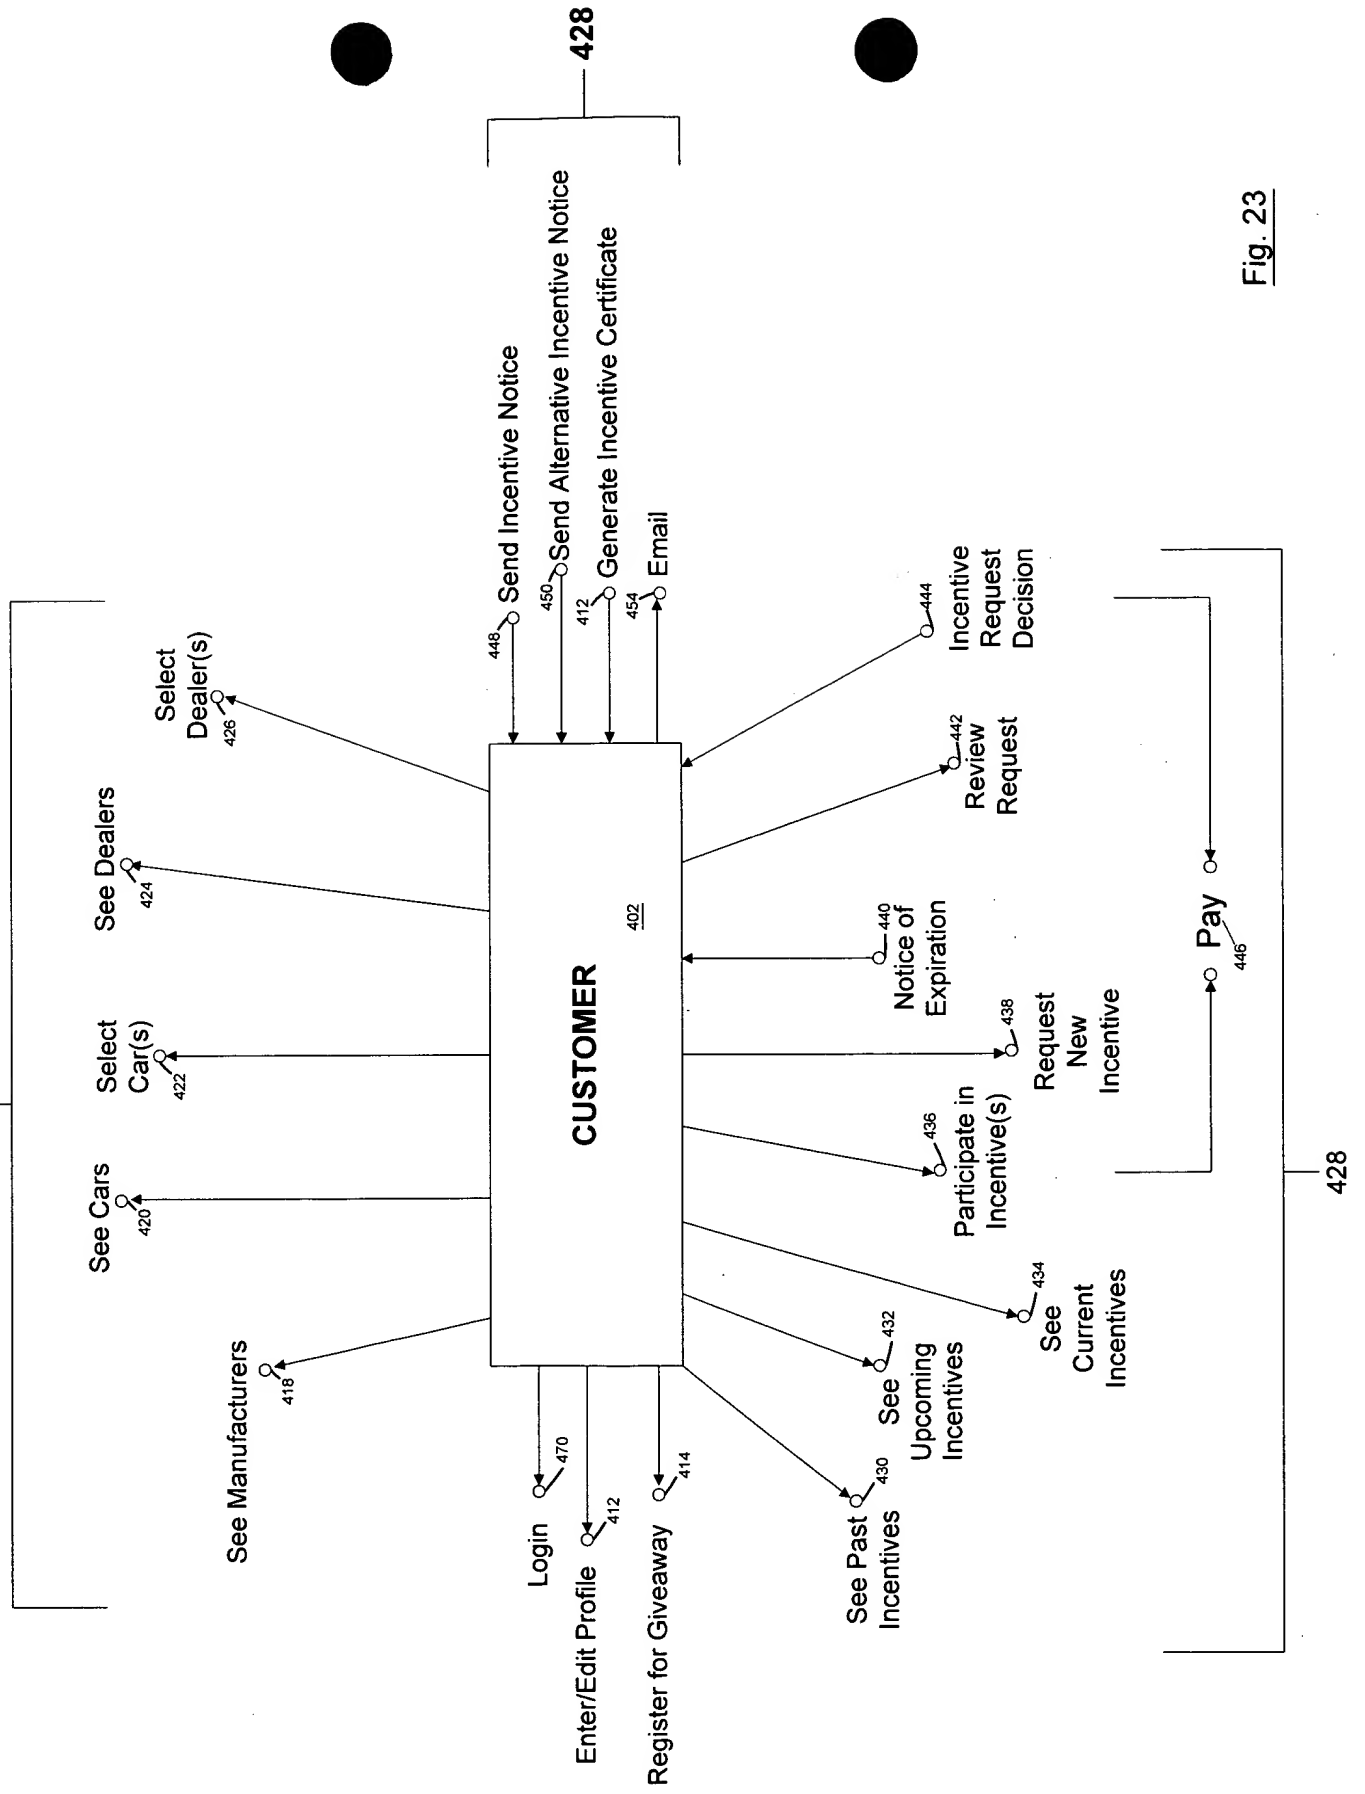 See Manufacturers
418
See Cars
420
Select
Car(s)
422
See Dealers
424
Select
Dealer(s)
426
Login
470
Enter/Edit Profile
412
Register for Giveaway
414
CUSTOMER
402
448
Send Incentive Notice
450
Send Alternative Incentive Notice
412
Generate Incentive Certificate
454
Email
428
See Past
Incentives
430
See
Upcoming
Incentives
432
See
Current
Incentives
434
Participate in
Incentive(s)
436
Request
New
Incentive
438
Notice of
Expiration
440
Review
Request
442
Incentive
Request
Decision
444
Pay
446
428
Fig. 23